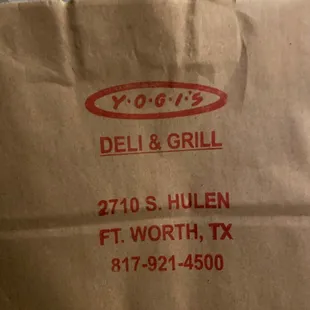 Y•O•G•I'S
DELI & GRILL
2710 S. HULEN
FT. WORTH, TX
817-921-4500